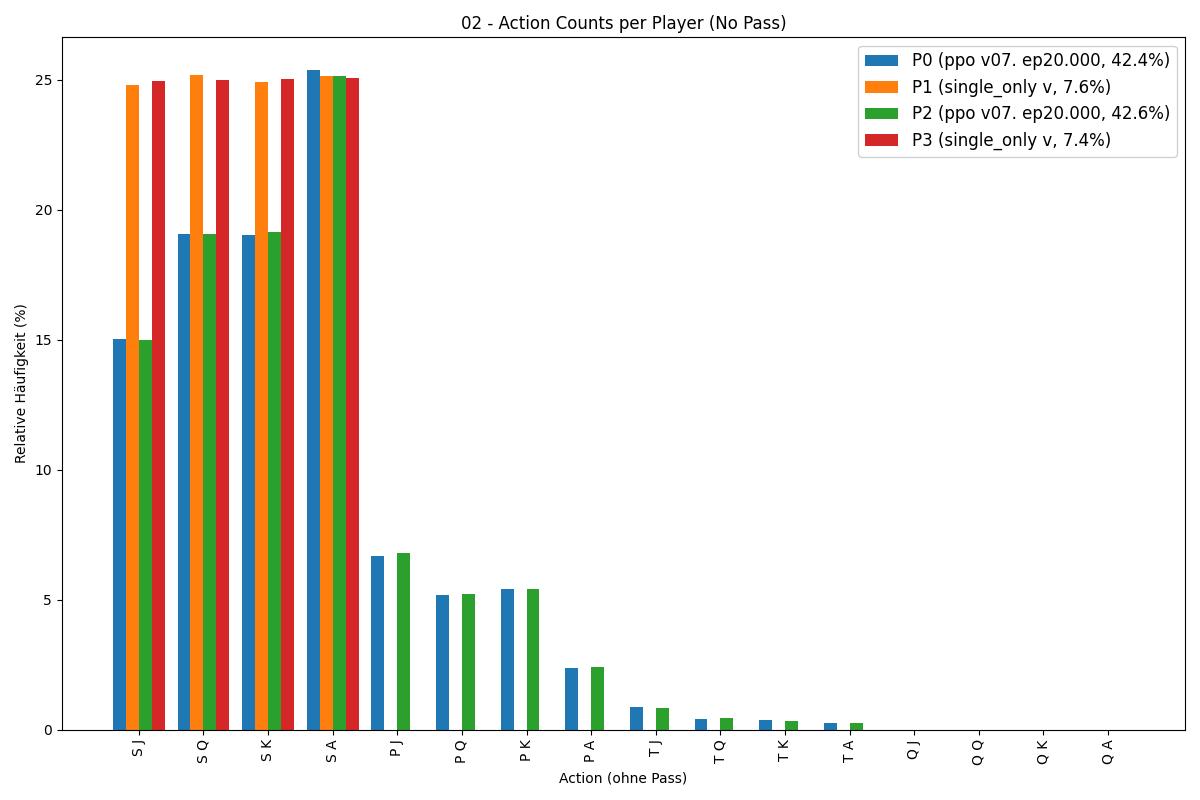 02 - Action Counts per Player (No Pass)
P0 (ppo v07. ep20.000, 42.4%)
P1 (single_only v, 7.6%)
P2 (ppo v07. ep20.000, 42.6%)
P3 (single_only v, 7.4%)
Relative Häufigkeit (%)
25
20
15
10
5
0
S J
S Q
S K
S A
P J
P Q
P K
P A
T J
T Q
T K
T A
Q J
Q Q
Q K
Q A
Action (ohne Pass)